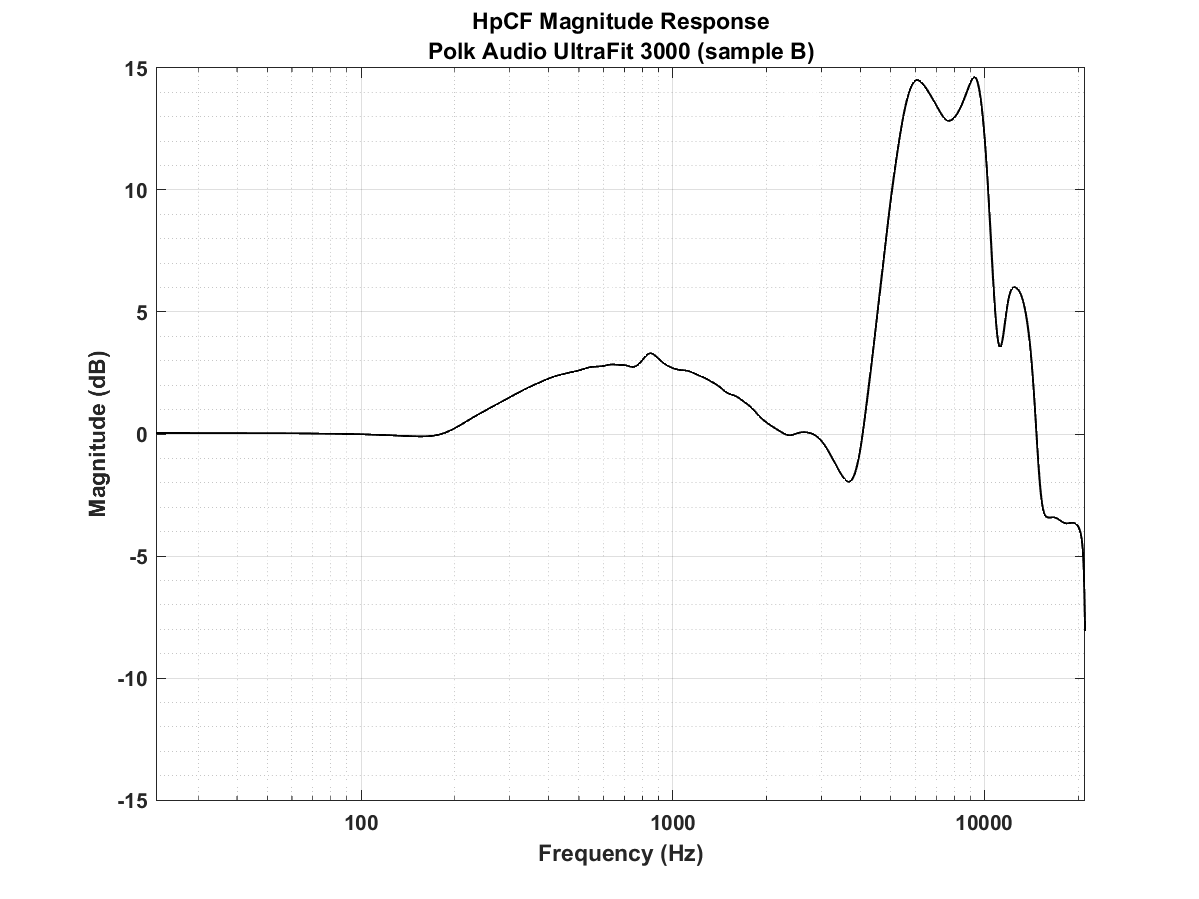 HpCF Magnitude Response
Polk Audio UltraFit 3000 (sample B)
15
10
5
0
-5
-10
-15
Magnitude (dB)
100
1000
10000
Frequency (Hz)